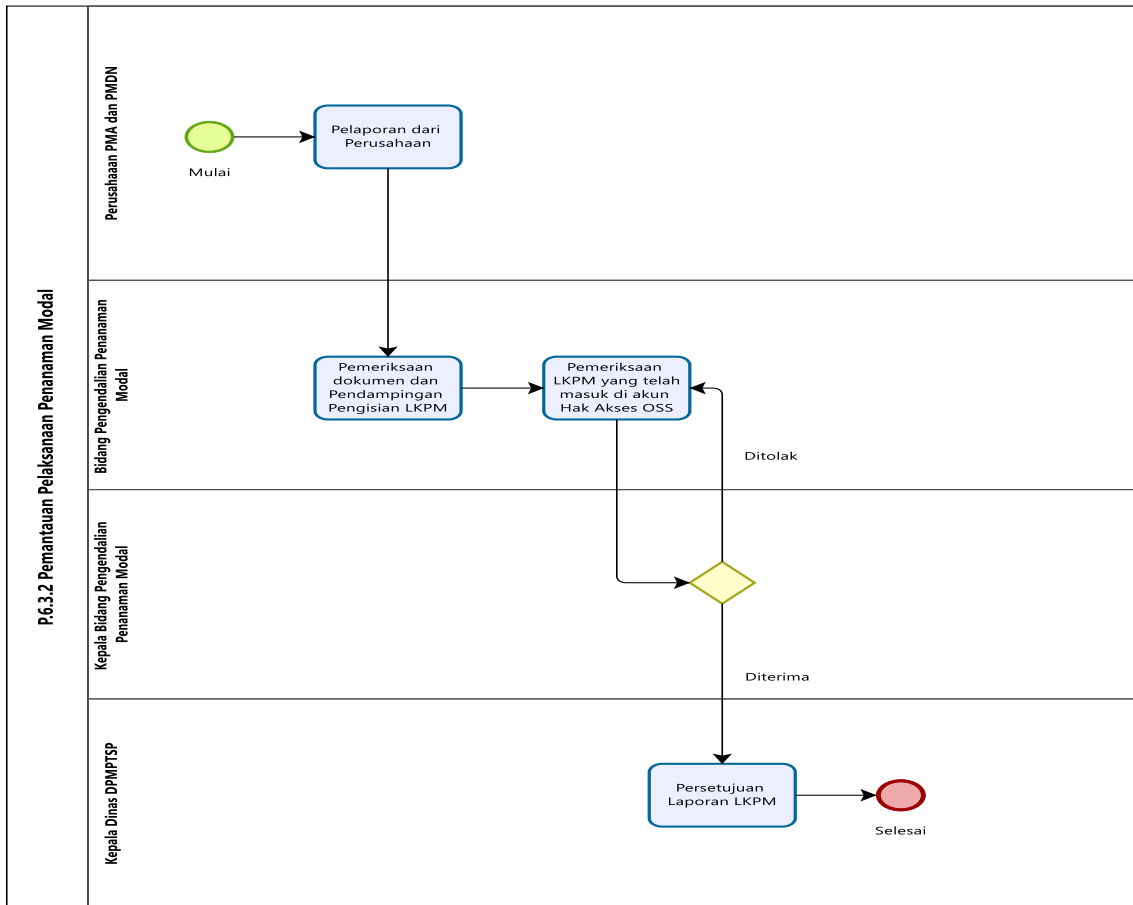 P.6.3.2 Pemantauan Pelaksanaan Penanaman Modal
Perusahaaan PMA dan PMDN
Mulai
Pelaporan dari
Perusahaan
Bidang Pengendalian Penanaman
Modal
Pemeriksaan
dokumen dan
Pendampingan
Pengisian LKPM
Pemeriksaan
LKPM yang telah
masuk di akun
Hak Akses OSS
Ditolak
Kepala Bidang Pengendalian
Penanaman Modal
Diterima
Kepala Dinas DPMPTSP
Persetujuan
Laporan LKPM
Selesai